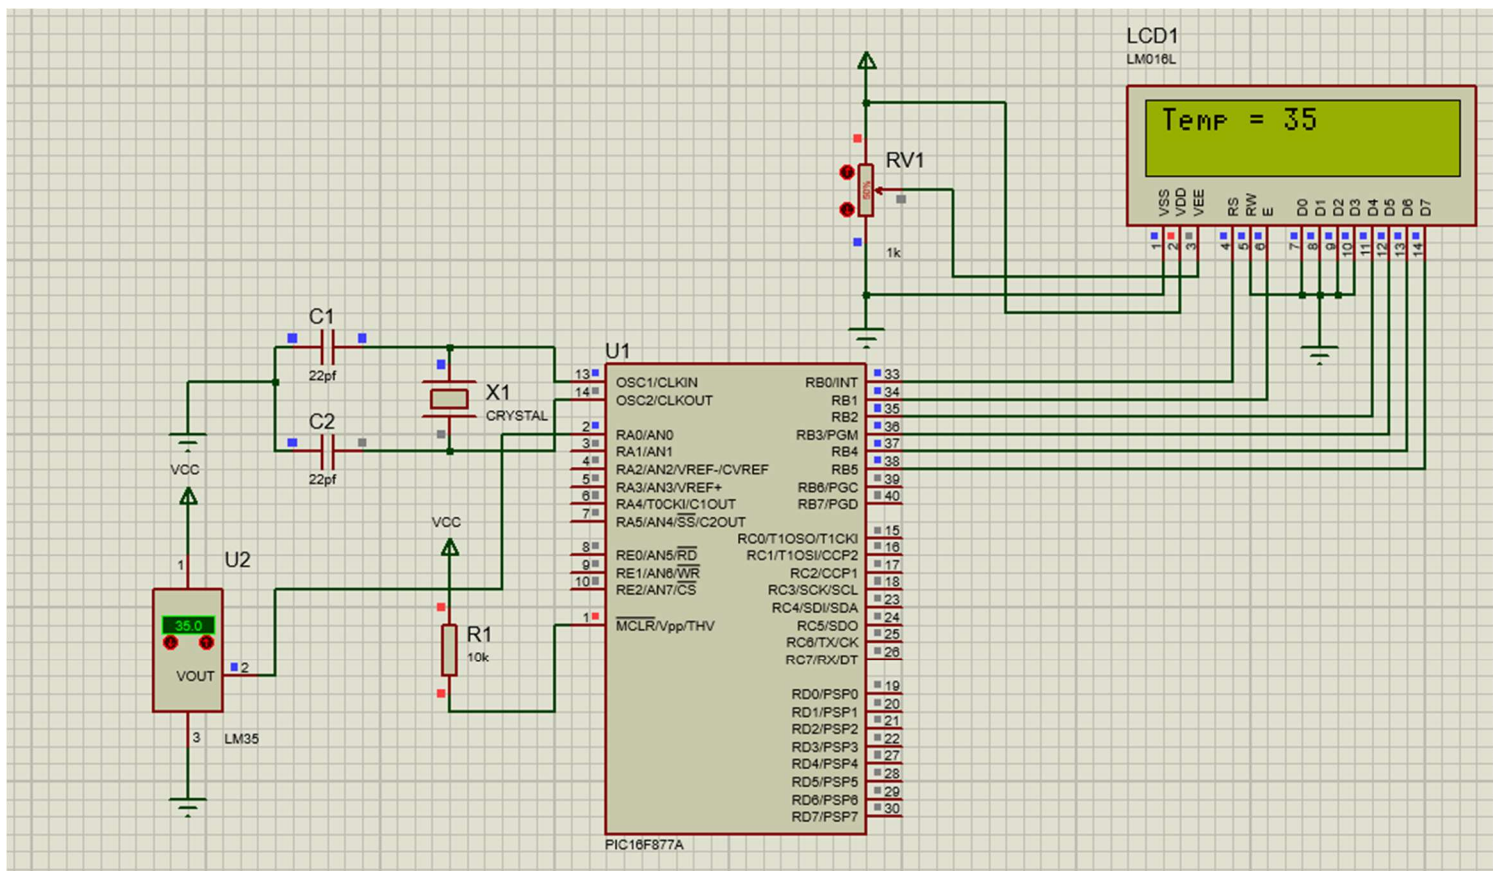 LCD1
LM016L
Temp = 35
VSS
VDD
VEE
RS
RW
E
D0
D1
D2
D3
D4
D5
D6
D7
1
2
3
4
5
6
7
8
9
10
11
12
13
14
RV1
50%
1k
C1
22pf
X1
CRYSTAL
C2
22pf
VCC
VCC
U2
1
35.0
VOUT
2
3
LM35
R1
10k
U1
13 OSC1/CLKIN
14 OSC2/CLKOUT
2 RA0/AN0
3 RA1/AN1
4 RA2/AN2/VREF-/CVREF
5 RA3/AN3/VREF+
6 RA4/T0CKI/C1OUT
7 RA5/AN4/SS/C2OUT
8 RE0/AN5/RD
9 RE1/AN6/WR
10 RE2/AN7/CS
1 MCLR/Vpp/THV
RB0/INT 33
RB1 34
RB2 35
RB3/PGM 36
RB4 37
RB5 38
RB6/PGC 39
RB7/PGD 40
RC0/T1OSO/T1CKI 15
RC1/T1OSI/CCP2 16
RC2/CCP1 17
RC3/SCK/SCL 18
RC4/SDI/SDA 23
RC5/SDO 24
RC6/TX/CK 25
RC7/RX/DT 26
RD0/PSP0 19
RD1/PSP1 20
RD2/PSP2 21
RD3/PSP3 22
RD4/PSP4 27
RD5/PSP5 28
RD6/PSP6 29
RD7/PSP7 30
PIC16F877A